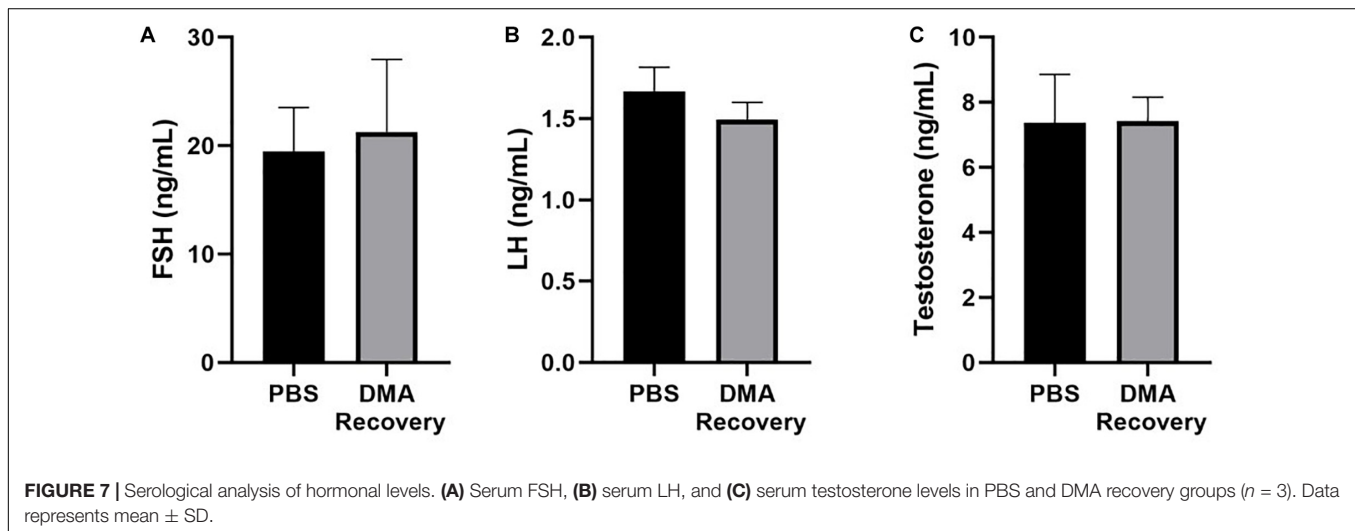 A
FSH (ng/mL)
30
20
10
0
PBS
DMA
Recovery
B
LH (ng/mL)
2.0
1.5
1.0
0.5
0.0
PBS
DMA
Recovery
C
Testosterone (ng/mL)
10
8
6
4
2
0
PBS
DMA
Recovery
FIGURE 7 | Serological analysis of hormonal levels. (A) Serum FSH, (B) serum LH, and (C) serum testosterone levels in PBS and DMA recovery groups (n = 3). Data
represents mean ± SD.